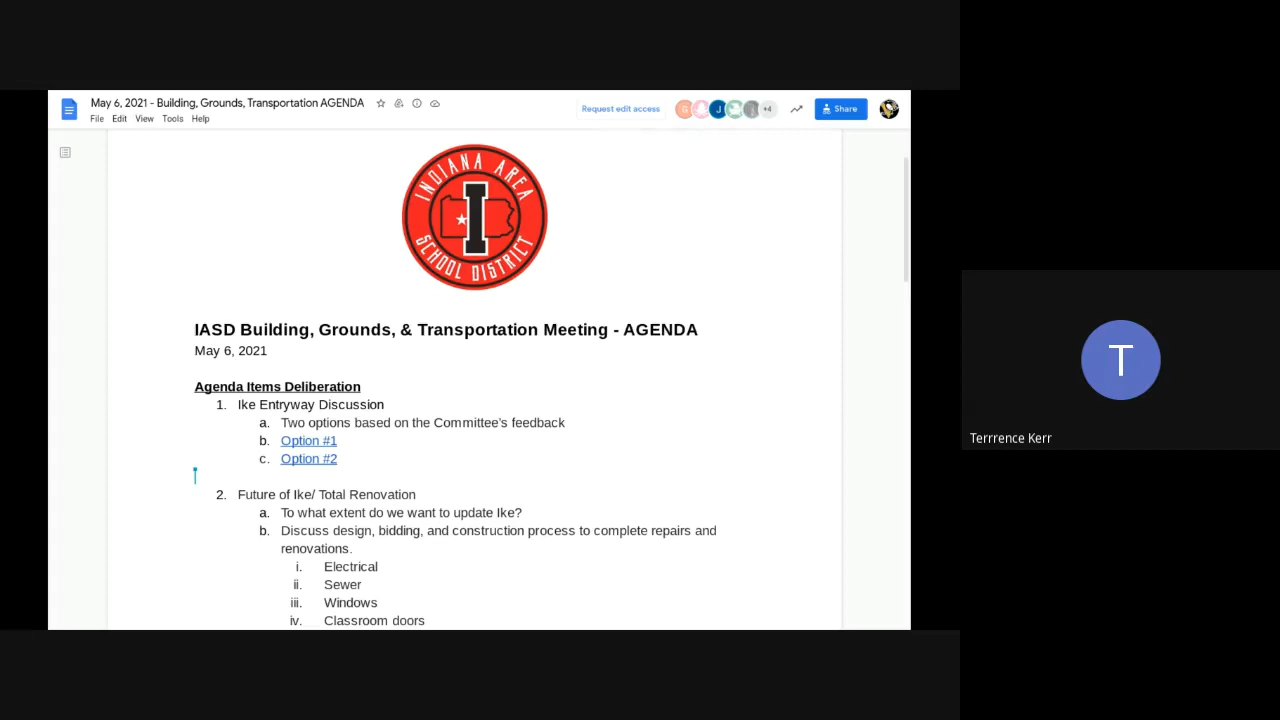 May 6, 2021 - Building, Grounds, Transportation AGENDA
File Edit View Tools Help
Request edit access
G
J
+4
Share
INDIANA AREA
I
SCHOOL DISTRICT
IASD Building, Grounds, & Transportation Meeting - AGENDA
May 6, 2021
Agenda Items Deliberation
1. Ike Entryway Discussion
a. Two options based on the Committee's feedback
b. Option #1
c. Option #2
2. Future of Ike/ Total Renovation
a. To what extent do we want to update Ike?
b. Discuss design, bidding, and construction process to complete repairs and
renovations.
i. Electrical
ii. Sewer
iii. Windows
iv. Classroom doors
T
Terrrence Kerr